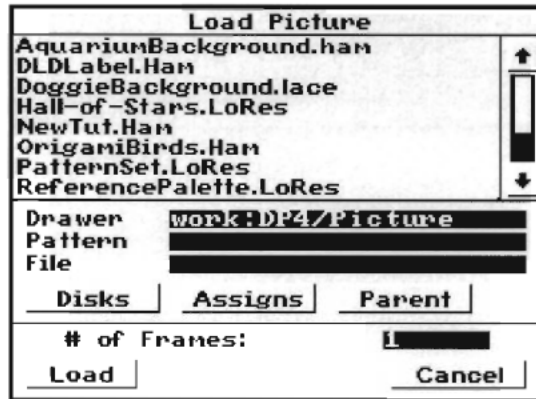 Load Picture
AquariumBackground.ham
DLDLabel.Ham
DoggieBackground.lace
Hall-of-Stars.LoRes
NewTut.Ham
OrigamiBirds.Ham
PatternSet.LoRes
ReferencePalette.LoRes
Drawer work:DP4/Picture
Pattern
File
Disks Assigns Parent
# of Frames: 1
Load Cancel